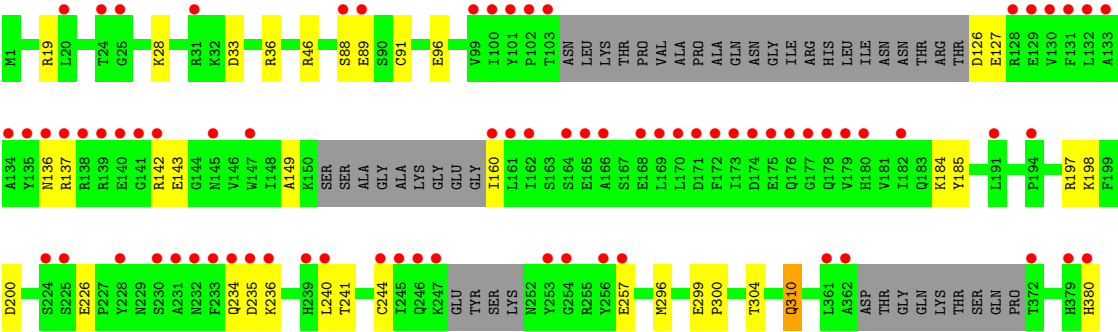 M1 R19 L20 T24 G25 K28 R31 K32 D33 R36 R46 S88 E89 S90 C91 E96 V99 I100 Y101 P102 T103 ASN LEU LYS THR PRO VAL ALA PRO ALA GLN ASN GLY ILE ARG HIS LEU ILE ASN ASN THR ARG THR D126 E127 R128 E129 V130 F131 L132 A133
A134 Y135 N136 R137 R138 R139 E140 G141 R142 E143 G144 N145 V146 W147 I148 A149 K150 SER SER ALA GLY ALA LYS GLY GLU GLY I160 L161 I162 S163 S164 E165 A166 S167 E168 L169 L170 D171 F172 I173 D174 E175 Q176 G177 Q178 V179 H180 V181 I182 Q183 K184 Y185 L191 P194 R197 K198 F199
D200 S224 S225 E226 P227 Y228 N229 S230 A231 N232 F233 Q234 D235 K236 H239 L240 T241 C244 I245 Q246 K247 GLU TYR SER LYS N252 Y253 G254 R255 Y256 E257 M296 E299 P300 T304 Q310 L361 A362 ASP THR GLY GLN LYS THR SER GLN PRO T372 H379 H380